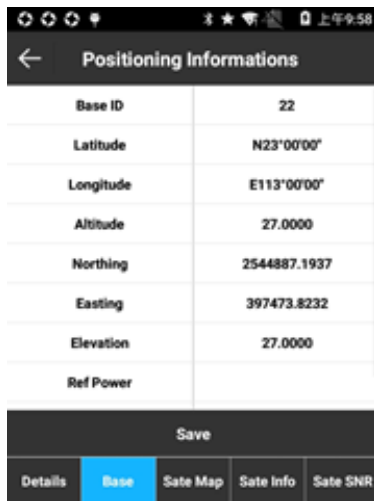 上午9:58
Positioning Informations
Base ID 22
Latitude N23°00'00"
Longitude E113°00'00"
Altitude 27.0000
Northing 2544887.1937
Easting 397473.8232
Elevation 27.0000
Ref Power
Save
Details Base Sate Map Sate Info Sate SNR